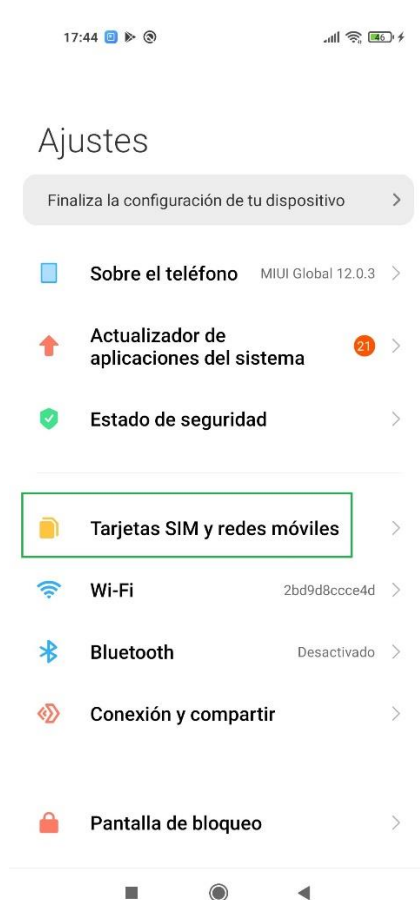 17:44 46
Ajustes
Finaliza la configuración de tu dispositivo
Sobre el teléfono MIUI Global 12.0.3
Actualizador de
aplicaciones del sistema 21
Estado de seguridad
Tarjetas SIM y redes móviles
Wi-Fi 2bd9d8ccce4d
Bluetooth Desactivado
Conexión y compartir
Pantalla de bloqueo